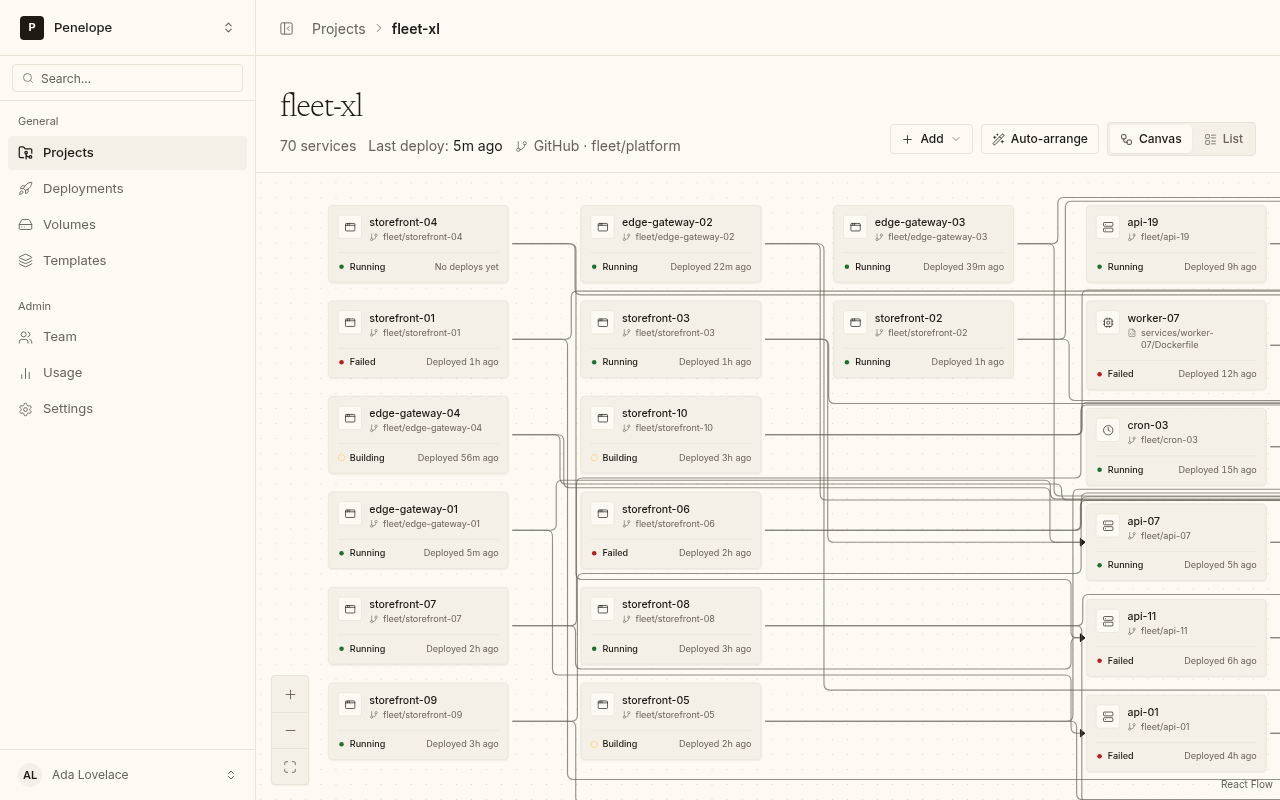 P Penelope
Search...
General
Projects
Deployments
Volumes
Templates
Admin
Team
Usage
Settings
AL Ada Lovelace
Projects > fleet-xl
fleet-xl
70 services Last deploy: 5m ago GitHub · fleet/platform
Add
Auto-arrange
Canvas
List
storefront-04
fleet/storefront-04
Running No deploys yet
storefront-01
fleet/storefront-01
Failed Deployed 1h ago
edge-gateway-04
fleet/edge-gateway-04
Building Deployed 56m ago
edge-gateway-01
fleet/edge-gateway-01
Running Deployed 5m ago
storefront-07
fleet/storefront-07
Running Deployed 2h ago
storefront-09
fleet/storefront-09
Running Deployed 3h ago
edge-gateway-02
fleet/edge-gateway-02
Running Deployed 22m ago
storefront-03
fleet/storefront-03
Running Deployed 1h ago
storefront-10
fleet/storefront-10
Building Deployed 3h ago
storefront-06
fleet/storefront-06
Failed Deployed 2h ago
storefront-08
fleet/storefront-08
Running Deployed 3h ago
storefront-05
fleet/storefront-05
Building Deployed 2h ago
edge-gateway-03
fleet/edge-gateway-03
Running Deployed 39m ago
storefront-02
fleet/storefront-02
Running Deployed 1h ago
api-19
fleet/api-19
Running Deployed 9h ago
worker-07
services/worker-
07/Dockerfile
Failed Deployed 12h ago
cron-03
fleet/cron-03
Running Deployed 15h ago
api-07
fleet/api-07
Running Deployed 5h ago
api-11
fleet/api-11
Failed Deployed 6h ago
api-01
fleet/api-01
Failed Deployed 4h ago
React Flow